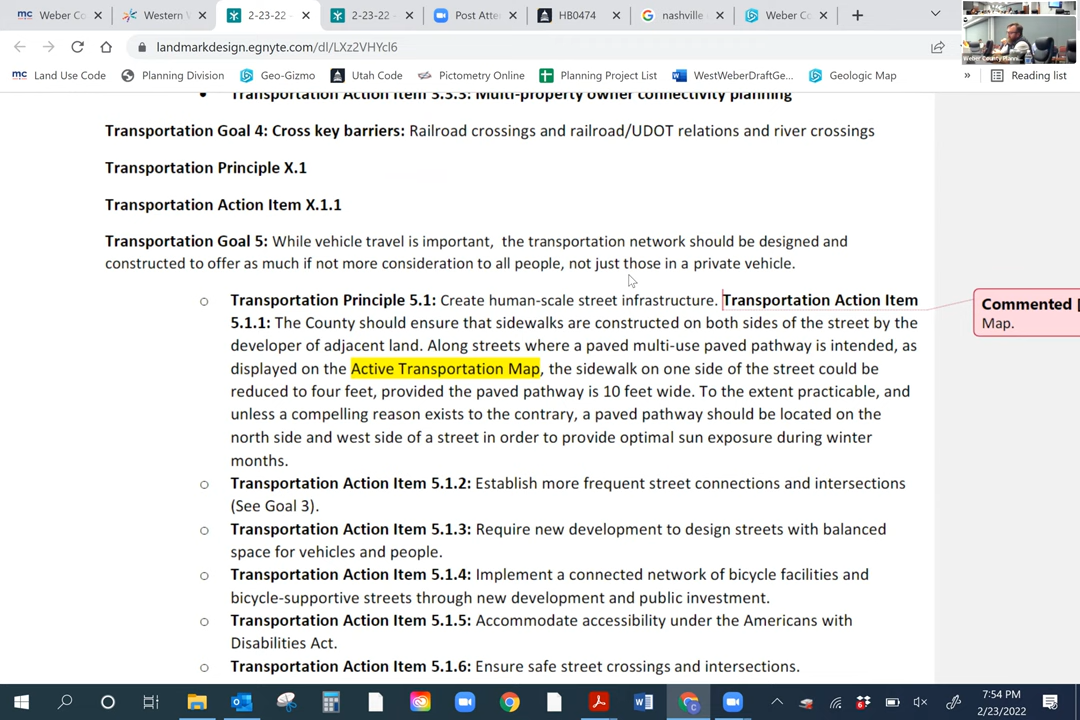 Weber Co
Western
2-23-22 -
2-23-22 -
Post Atte
HB0474
nashville
Weber Co
landmarkdesign.egnyte.com/dl/LXz2VHYcl6
Land Use Code
Planning Division
Geo-Gizmo
Utah Code
Pictometry Online
Planning Project List
WestWeberDraftGe...
Geologic Map
»
Reading list
Transportation Action Item 3.3.3: Multi-property owner connectivity planning
Transportation Goal 4: Cross key barriers: Railroad crossings and railroad/UDOT relations and river crossings
Transportation Principle X.1
Transportation Action Item X.1.1
Transportation Goal 5: While vehicle travel is important, the transportation network should be designed and
constructed to offer as much if not more consideration to all people, not just those in a private vehicle.
Transportation Principle 5.1: Create human-scale street infrastructure. Transportation Action Item
5.1.1: The County should ensure that sidewalks are constructed on both sides of the street by the
developer of adjacent land. Along streets where a paved multi-use paved pathway is intended, as
displayed on the Active Transportation Map, the sidewalk on one side of the street could be
reduced to four feet, provided the paved pathway is 10 feet wide. To the extent practicable, and
unless a compelling reason exists to the contrary, a paved pathway should be located on the
north side and west side of a street in order to provide optimal sun exposure during winter
months.
Transportation Action Item 5.1.2: Establish more frequent street connections and intersections
(See Goal 3).
Transportation Action Item 5.1.3: Require new development to design streets with balanced
space for vehicles and people.
Transportation Action Item 5.1.4: Implement a connected network of bicycle facilities and
bicycle-supportive streets through new development and public investment.
Transportation Action Item 5.1.5: Accommodate accessibility under the Americans with
Disabilities Act.
Transportation Action Item 5.1.6: Ensure safe street crossings and intersections.
Commented [
Map.
7:54 PM
2/23/2022